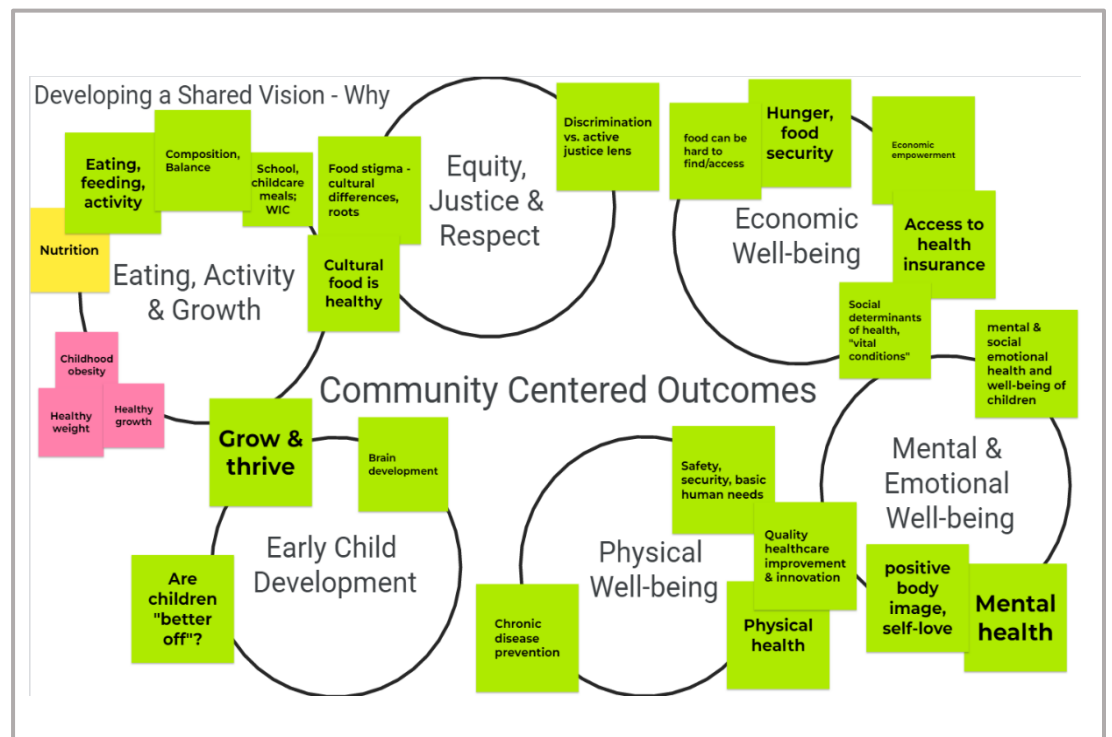 Developing a Shared Vision - Why
Eating,
feeding,
activity
Composition,
Balance
School,
childcare
meals;
WIC
Nutrition
Eating, Activity
& Growth
Childhood
obesity
Healthy
weight
Healthy
growth
Food stigma -
cultural
differences,
roots
Cultural
food is
healthy
Equity,
Justice &
Respect
Discrimination
vs. active
justice lens
food can be
hard to
find/access
Hunger,
food
security
Economic
empowerment
Economic
Well-being
Access to
health
insurance
Social
determinants
of health,
"vital
conditions"
Community Centered Outcomes
Grow &
thrive
Brain
development
Early Child
Development
Are
children
"better
off"?
Safety,
security, basic
human needs
Physical
Well-being
Quality
healthcare
improvement
& innovation
Chronic
disease
prevention
Physical
health
mental &
social
emotional
health and
well-being of
children
Mental &
Emotional
Well-being
positive
body
image,
self-love
Mental
health